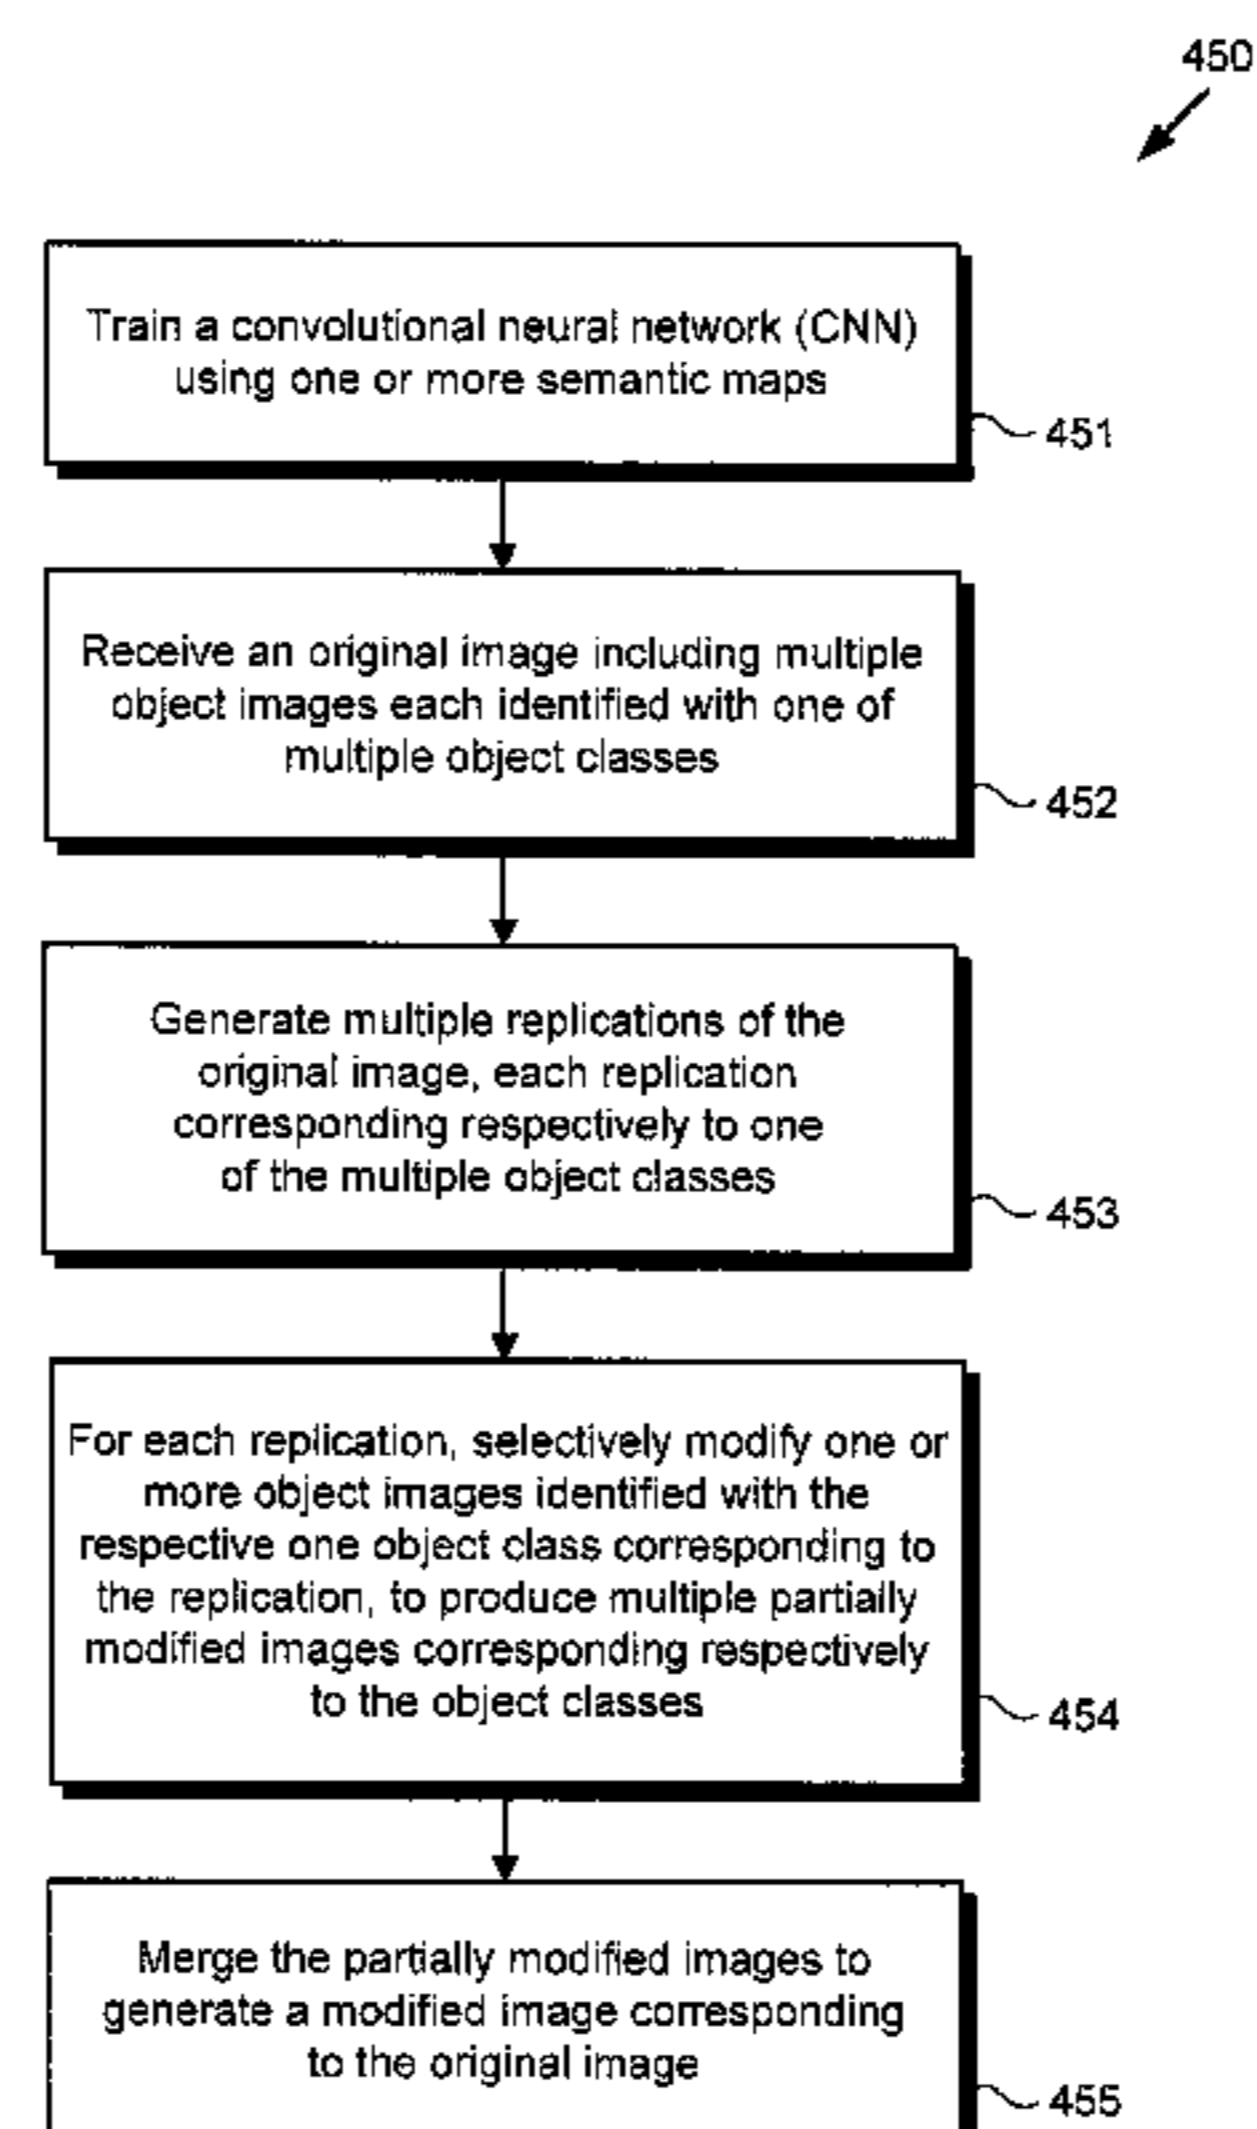 450
Train a convolutional neural network (CNN)
using one or more semantic maps
451
Receive an original image including multiple
object images each identified with one of
multiple object classes
452
Generate multiple replications of the
original image, each replication
corresponding respectively to one
of the multiple object classes
453
For each replication, selectively modify one or
more object images identified with the
respective one object class corresponding to
the replication, to produce multiple partially
modified images corresponding respectively
to the object classes
454
Merge the partially modified images to
generate a modified image corresponding
to the original image
455